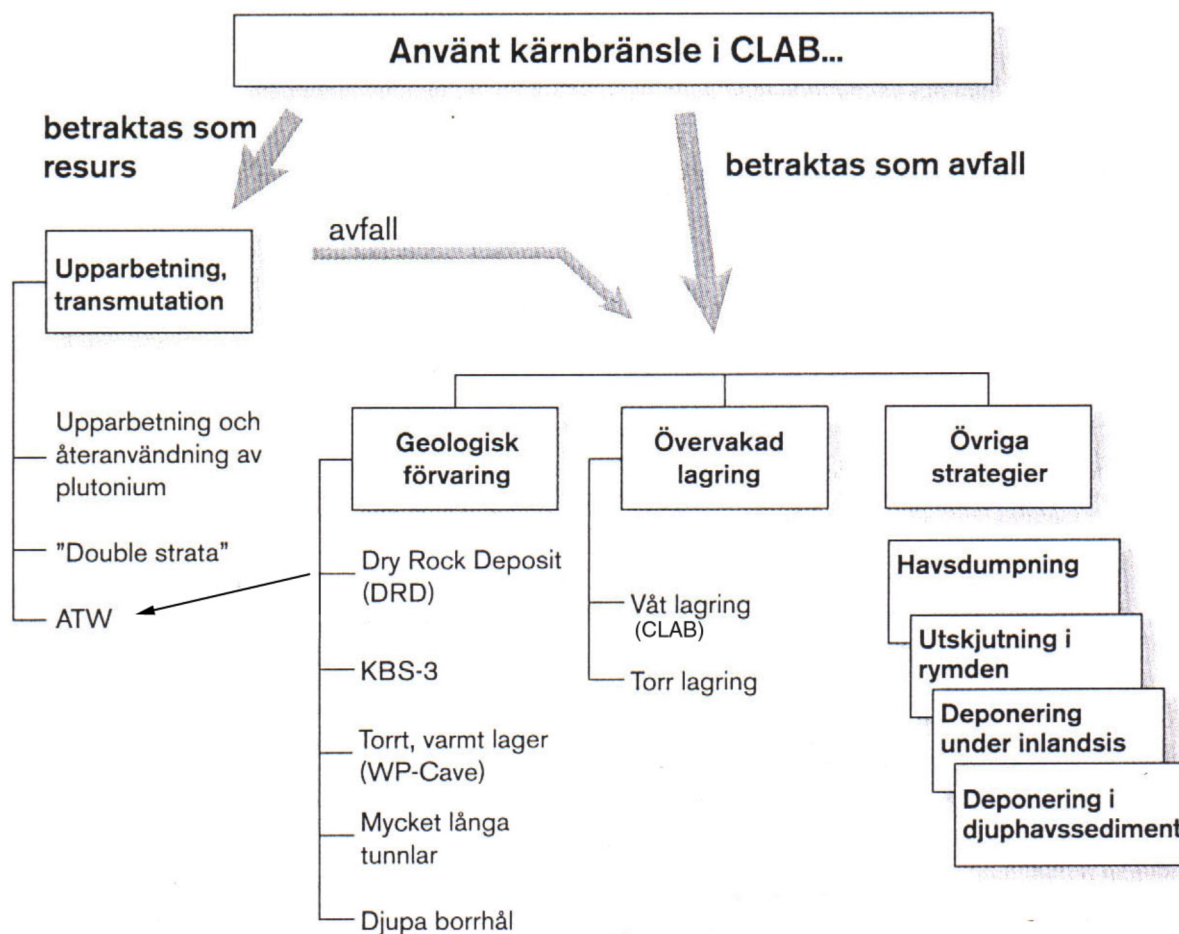 Använt kärnbränsle i CLAB...
betraktas som
resurs
betraktas som avfall
avfall
Upparbetning,
transmutation
Upparbetning och
återanvändning av
plutonium
"Double strata"
ATW
Geologisk
förvaring
Dry Rock Deposit
(DRD)
KBS-3
Torrt, varmt lager
(WP-Cave)
Mycket långa
tunnlar
Djupa borrhål
Övervakad
lagring
Våt lagring
(CLAB)
Torr lagring
Övriga
strategier
Havsdumpning
Utskjutning i
rymden
Deponering
under inlandsis
Deponering i
djuphavssediment